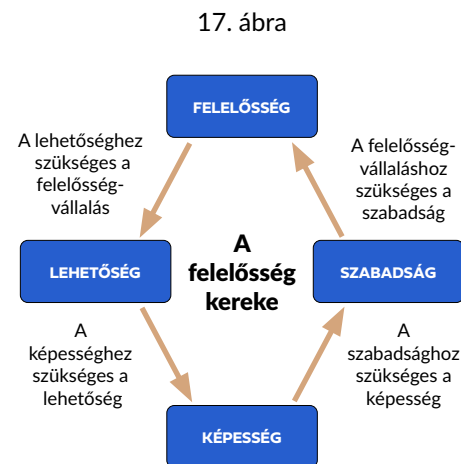 17. ábra
FELELŐSSÉG
A lehetőséghez
szükséges a
felelősség-
vállalás
A felelősség-
vállaláshoz
szükséges a
szabadság
A
felelősség
kereke
LEHETŐSÉG
SZABADSÁG
A
képességhez
szükséges a
lehetőség
A
szabadsághoz
szükséges a
képesség
KÉPESSÉG